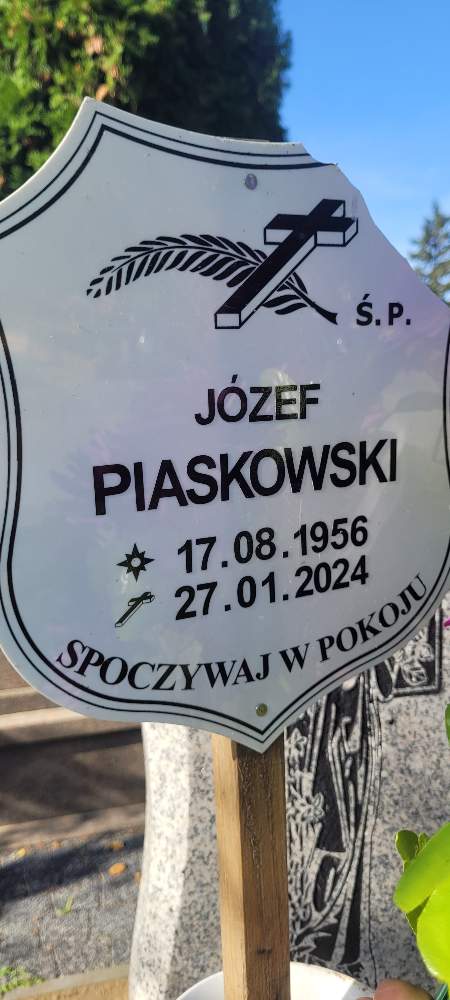 Ś.P.
JÓZEF
PIASKOWSKI
17.08.1956
27.01.2024
SPOCZYWAJ W POKOJU